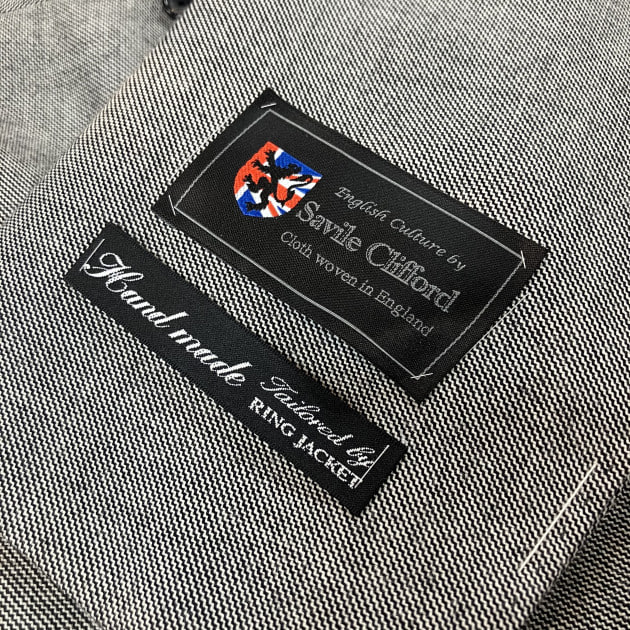 English Culture by
Savile Clifford
Cloth woven in England
Hand made
Tailored by
RING JACKET